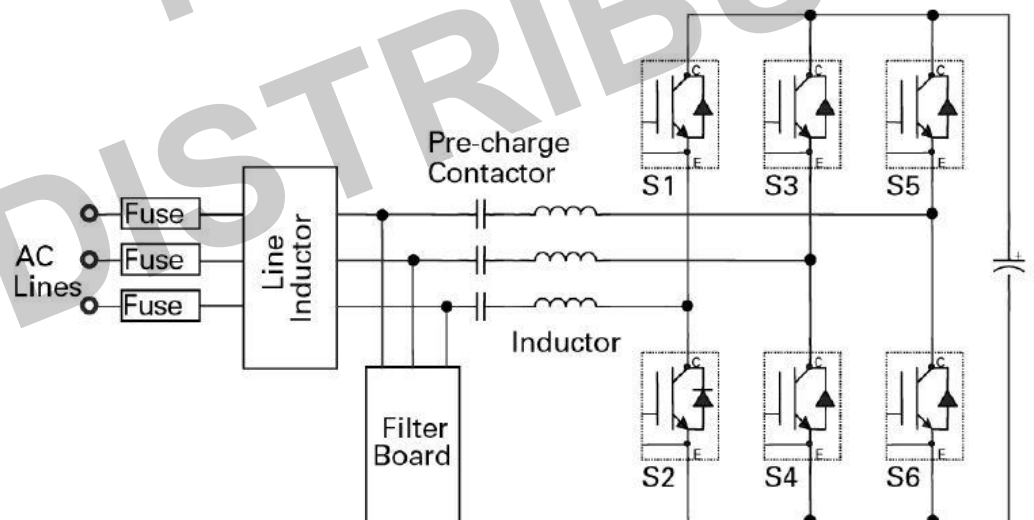 DISTRIBU
Pre-charge
Contactor
C
C
C
E
E
E
S1
S3
S5
Fuse
Fuse
Fuse
AC
Lines
Line
Inductor
+
Inductor
C
C
C
E
E
E
S2
S4
S6
Filter
Board